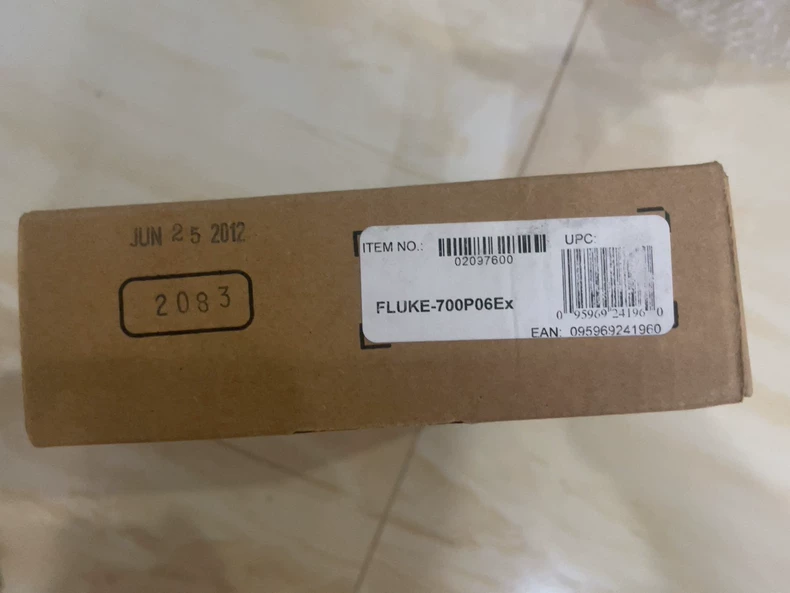 JUN 25 2012
2083
ITEM NO.:
02097600
UPC:
FLUKE-700P06Ex
0 95969 24196 0
EAN: 095969241960